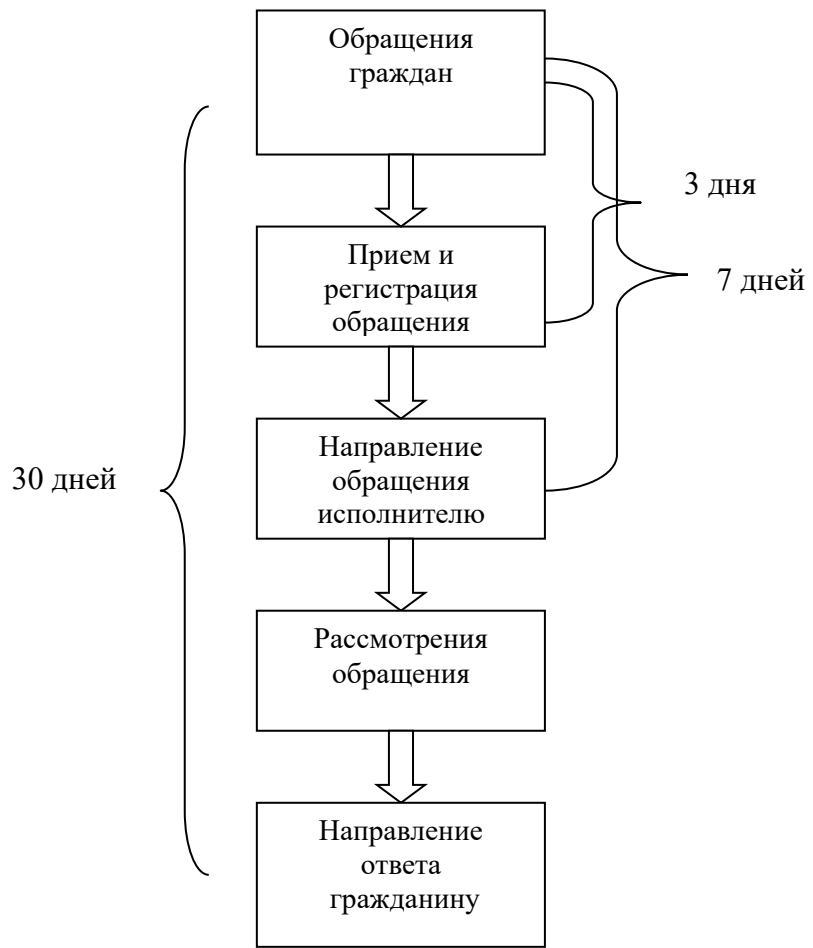 Обращения
граждан
3 дня
Прием и
регистрация
обращения
7 дней
Направление
обращения
исполнителю
30 дней
Рассмотрения
обращения
Направление
ответа
гражданину